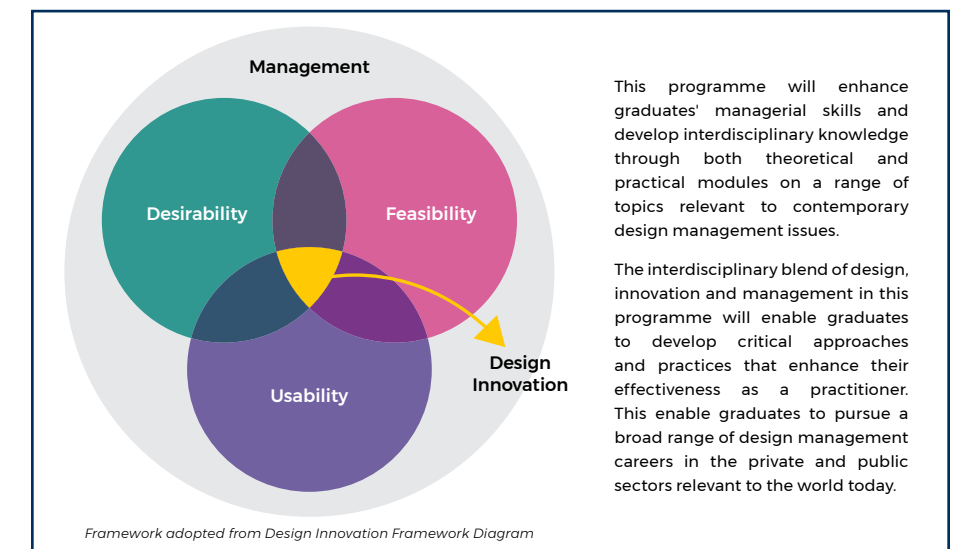 Management
Desirability
Feasibility
Usability
Design
Innovation
Framework adopted from Design Innovation Framework Diagram
This programme will enhance
graduates' managerial skills and
develop interdisciplinary knowledge
through both theoretical and
practical modules on a range of
topics relevant to contemporary
design management issues.
The interdisciplinary blend of design,
innovation and management in this
programme will enable graduates
to develop critical approaches
and practices that enhance their
effectiveness as a practitioner.
This enable graduates to pursue a
broad range of design management
careers in the private and public
sectors relevant to the world today.